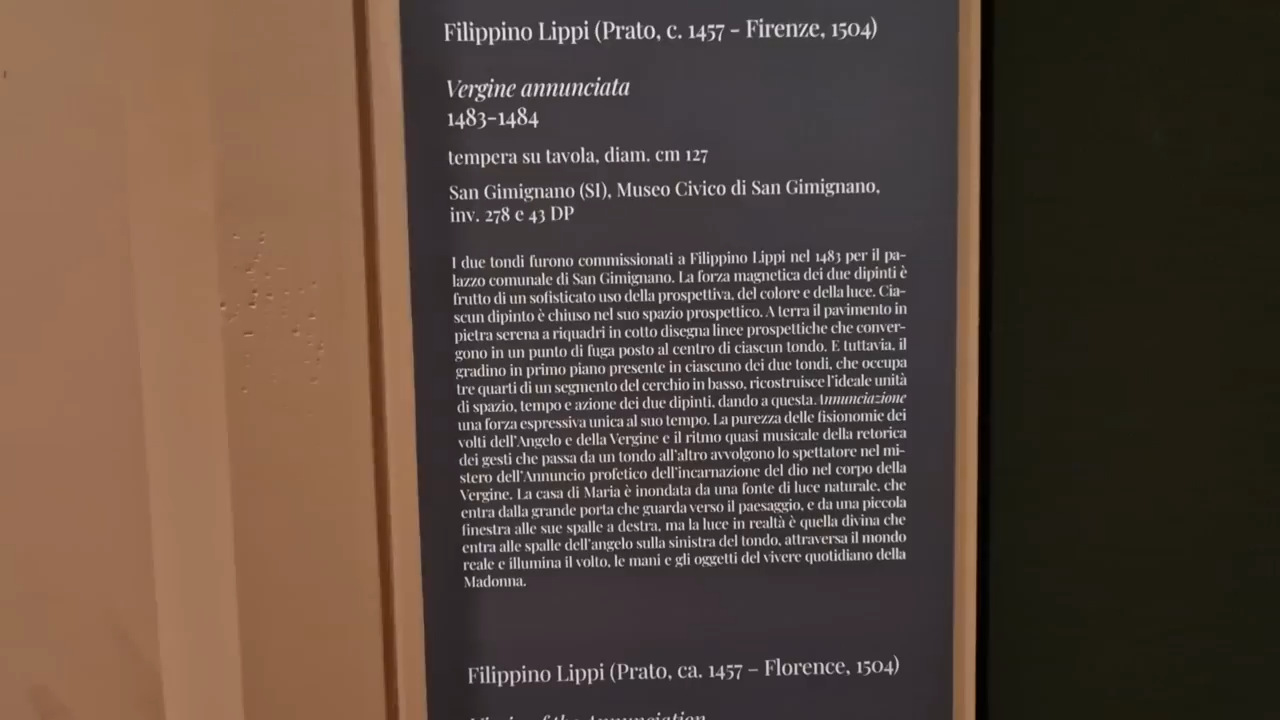 Filippino Lippi (Prato, c. 1457 – Firenze, 1504)
Vergine annunciata
1483-1484
tempera su tavola, diam. cm 127
San Gimignano (SI), Museo Civico di San Gimignano,
inv. 278 e 43 DP
I due tondi furono commissionati a Filippino Lippi nel 1483 per il pa-
lazzo comunale di San Gimignano. La forza magnetica dei due dipinti è
frutto di un sofisticato uso della prospettiva, del colore e della luce. Cia-
scun dipinto è chiuso nel suo spazio prospettico. A terra il pavimento in
pietra serena a riquadri in cotto disegna linee prospettiche che conver-
gono in un punto di fuga posto al centro di ciascun tondo. E tuttavia, il
gradino in primo piano presente in ciascuno dei due tondi, che occupa
tre quarti di un segmento del cerchio in basso, ricostruisce l'ideale unità
di spazio, tempo e azione dei due dipinti, dando a questa Annunciazione
una forza espressiva unica al suo tempo. La purezza delle fisionomie dei
volti dell'Angelo e della Vergine e il ritmo quasi musicale della retorica
dei gesti che passa da un tondo all'altro avvolgono lo spettatore nel mi-
stero dell'Annuncio profetico dell'incarnazione del dio nel corpo della
Vergine. La casa di Maria è inondata da una fonte di luce naturale, che
entra dalla grande porta che guarda verso il paesaggio, e da una piccola
finestra alle sue spalle a destra, ma la luce in realtà è quella divina che
entra alle spalle dell'angelo sulla sinistra del tondo, attraversa il mondo
reale e illumina il volto, le mani e gli oggetti del vivere quotidiano della
Madonna.
Filippino Lippi (Prato, ca. 1457 – Florence, 1504)
of the Annunciation